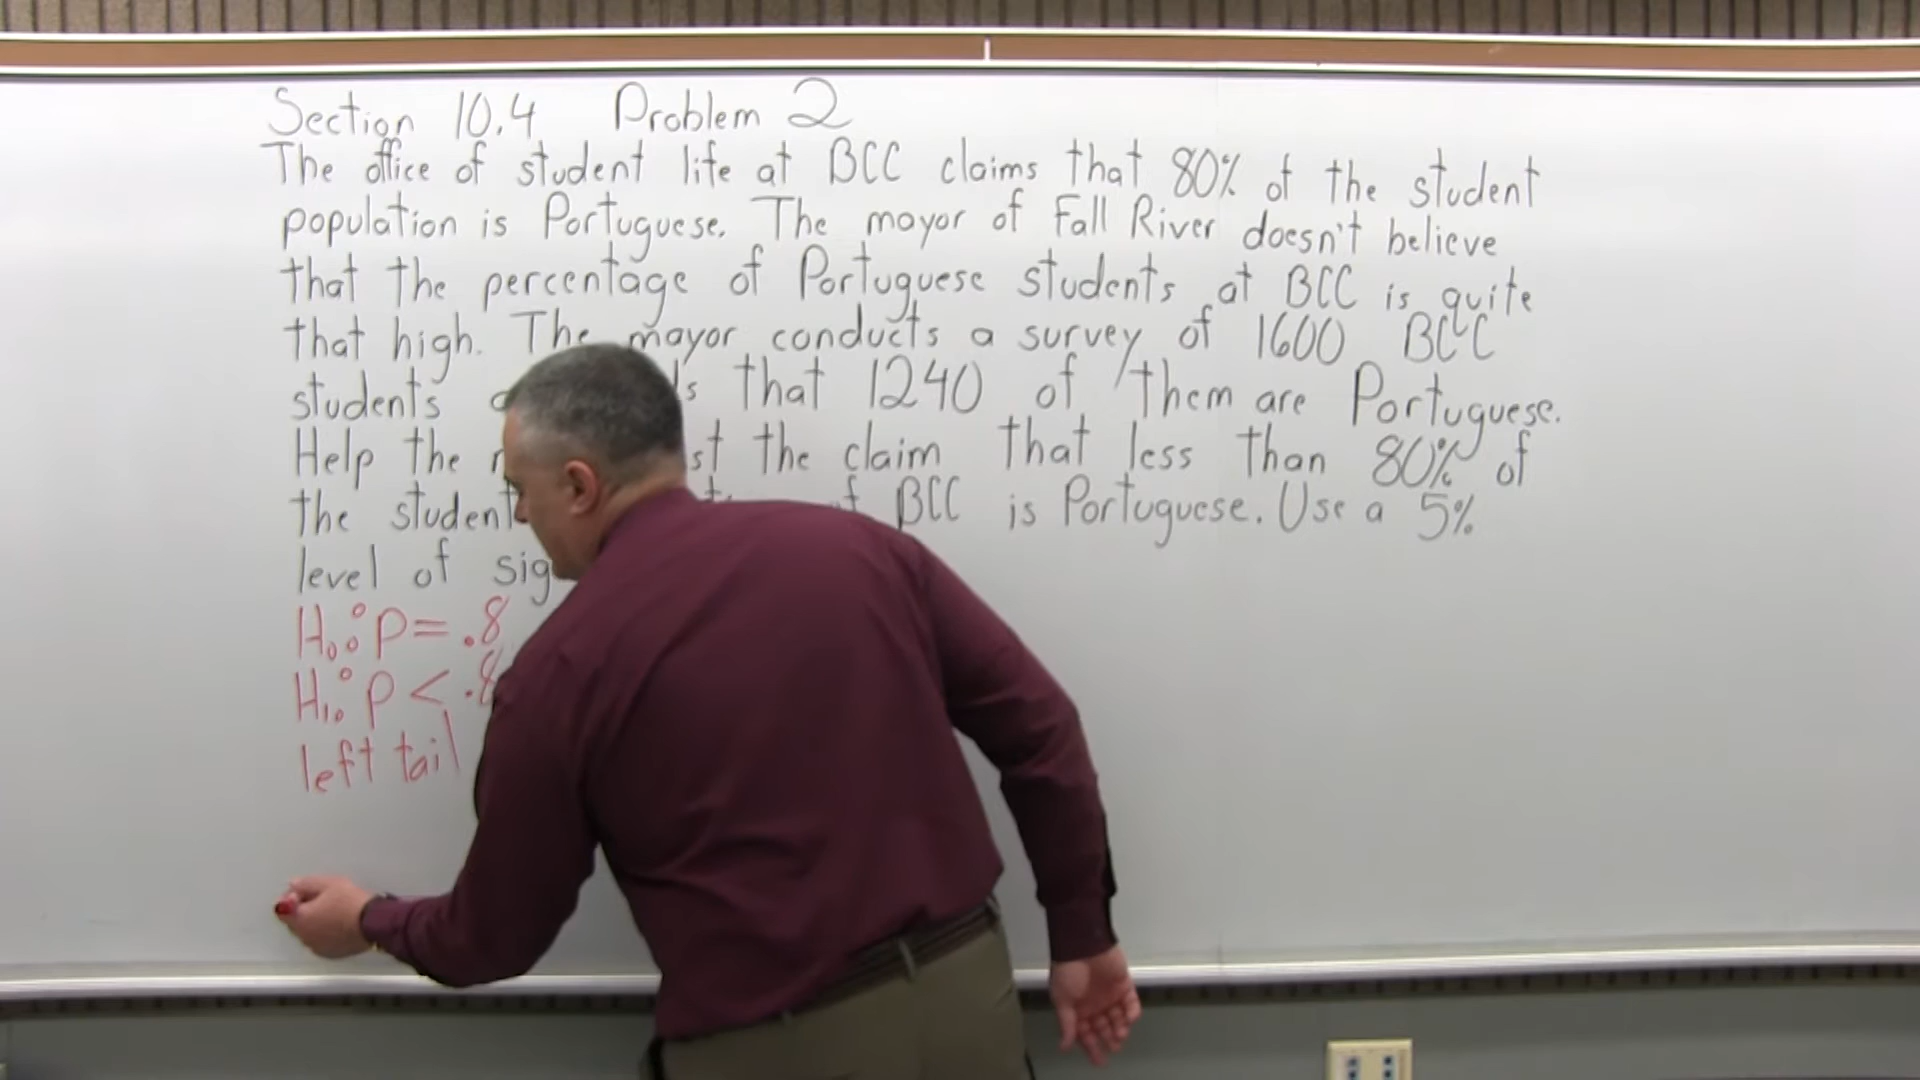 Section 10.4 Problem 2
The office of student life at BCC claims that 80% of the student
population is Portuguese. The mayor of Fall River doesn't believe
that the percentage of Portuguese students at BCC is quite
that high. The mayor conducts a survey of 1600 BCC
students that 1240 of them are Portuguese.
Help the the claim that less than 80% of
the student BCC is Portuguese. Use a 5%
level of
H₀: p = .8
H₁: p < .8
left tail